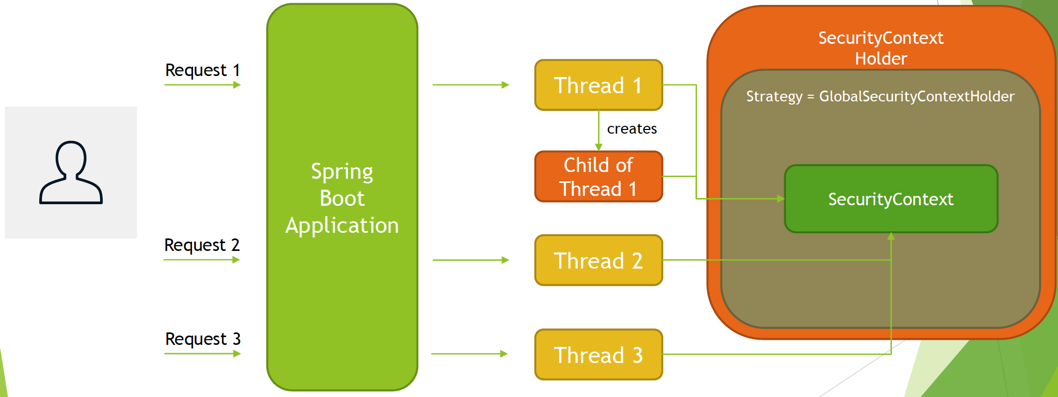 Request 1
Request 2
Request 3
Spring
Boot
Application
Thread 1
creates
Child of
Thread 1
Thread 2
Thread 3
SecurityContext
Holder
Strategy = GlobalSecurityContextHolder
SecurityContext